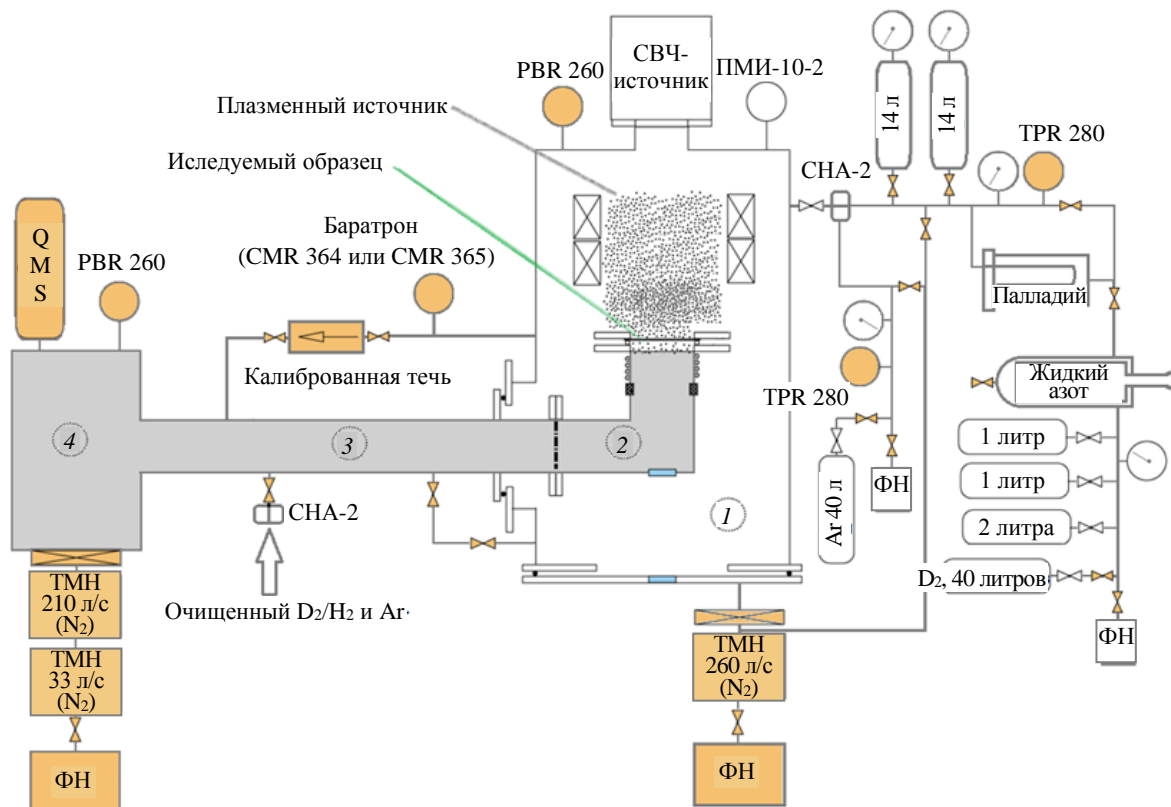 СВЧ-
источник
PBR 260
ПМИ-10-2
Плазменный источник
14 л
14 л
TPR 280
Иследуемый образец
СНА-2
Баратрон
(CMR 364 или CMR 365)
Q
M
S
PBR 260
Палладий
Калиброванная течь
Жидкий
азот
TPR 280
1 литр
1 литр
2 литра
D2, 40 литров
ФН
Ar 40 л
ФН
4
3
2
1
СНА-2
Очищенный D2/H2 и Ar
ТМН
210 л/с
(N2)
ТМН
33 л/с
(N2)
ФН
ТМН
260 л/с
(N2)
ФН